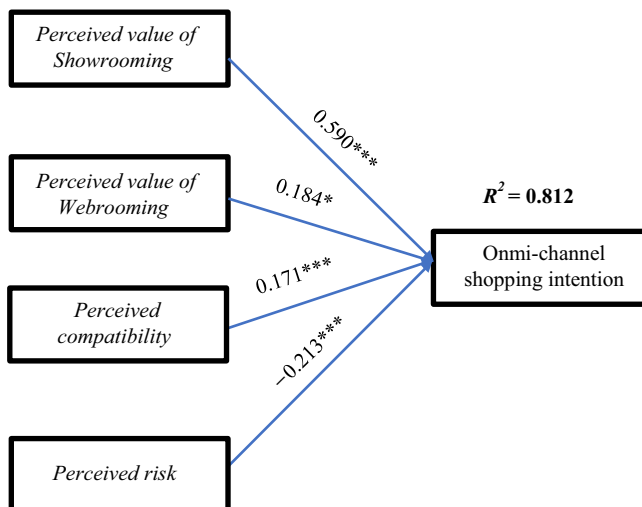 Perceived value of
Showrooming
0.590***
Perceived value of
Webrooming
0.184*
R² = 0.812
Onmi-channel
shopping intention
0.171***
Perceived
compatibility
−0.213***
Perceived risk